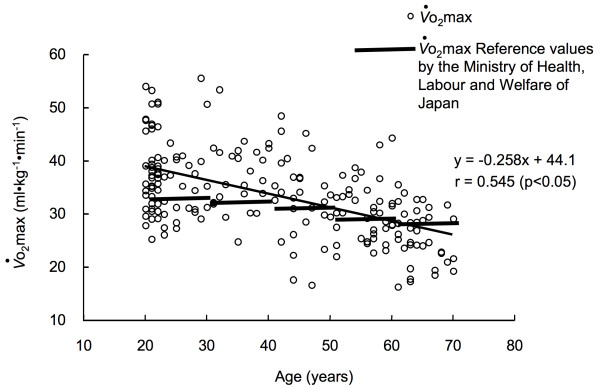 V̇o₂max
V̇o₂max Reference values
by the Ministry of Health,
Labour and Welfare of
Japan
60
50
40
30
20
10
V̇o₂max (ml•kg⁻¹•min⁻¹)
y = -0.258x + 44.1
r = 0.545 (p<0.05)
10 20 30 40 50 60 70 80
Age (years)